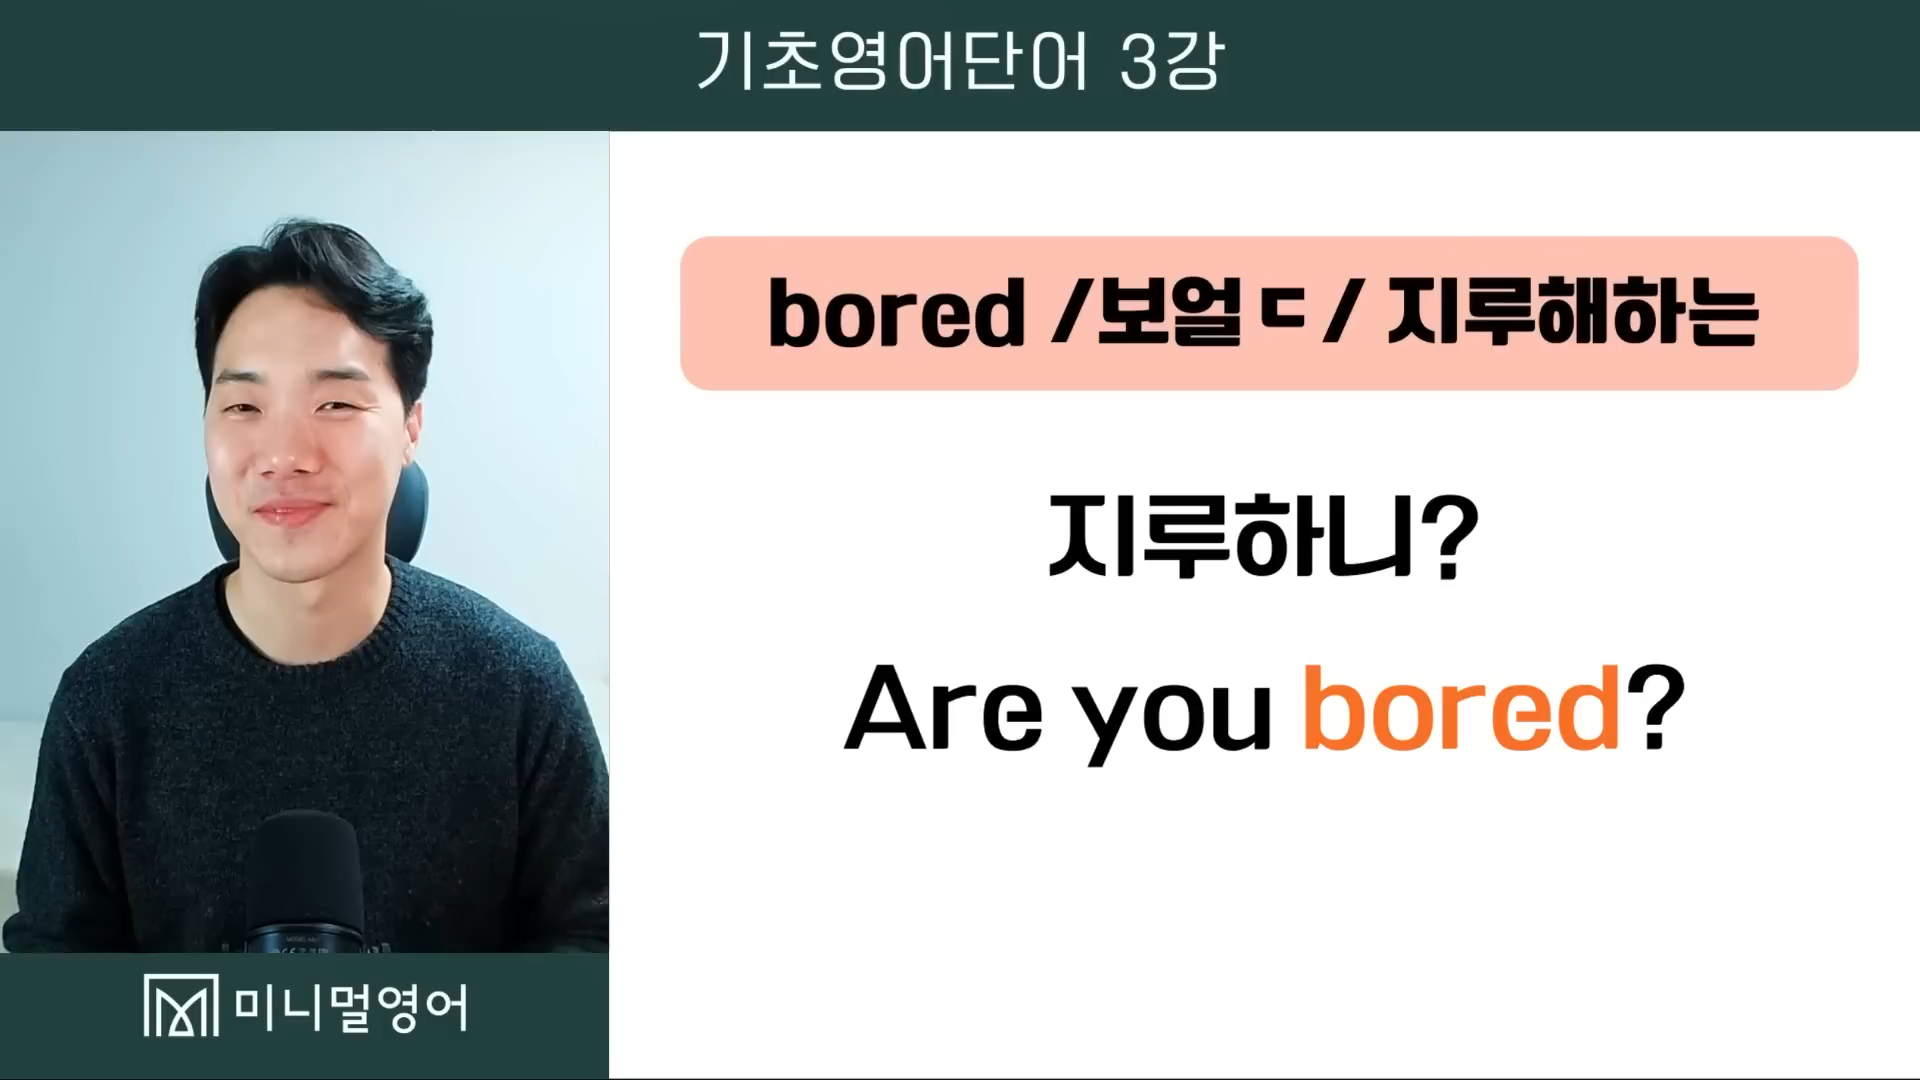 기초영어단어 3강
bored /보얼ㄷ/ 지루해하는
지루하니?
Are you bored?
미니멀영어